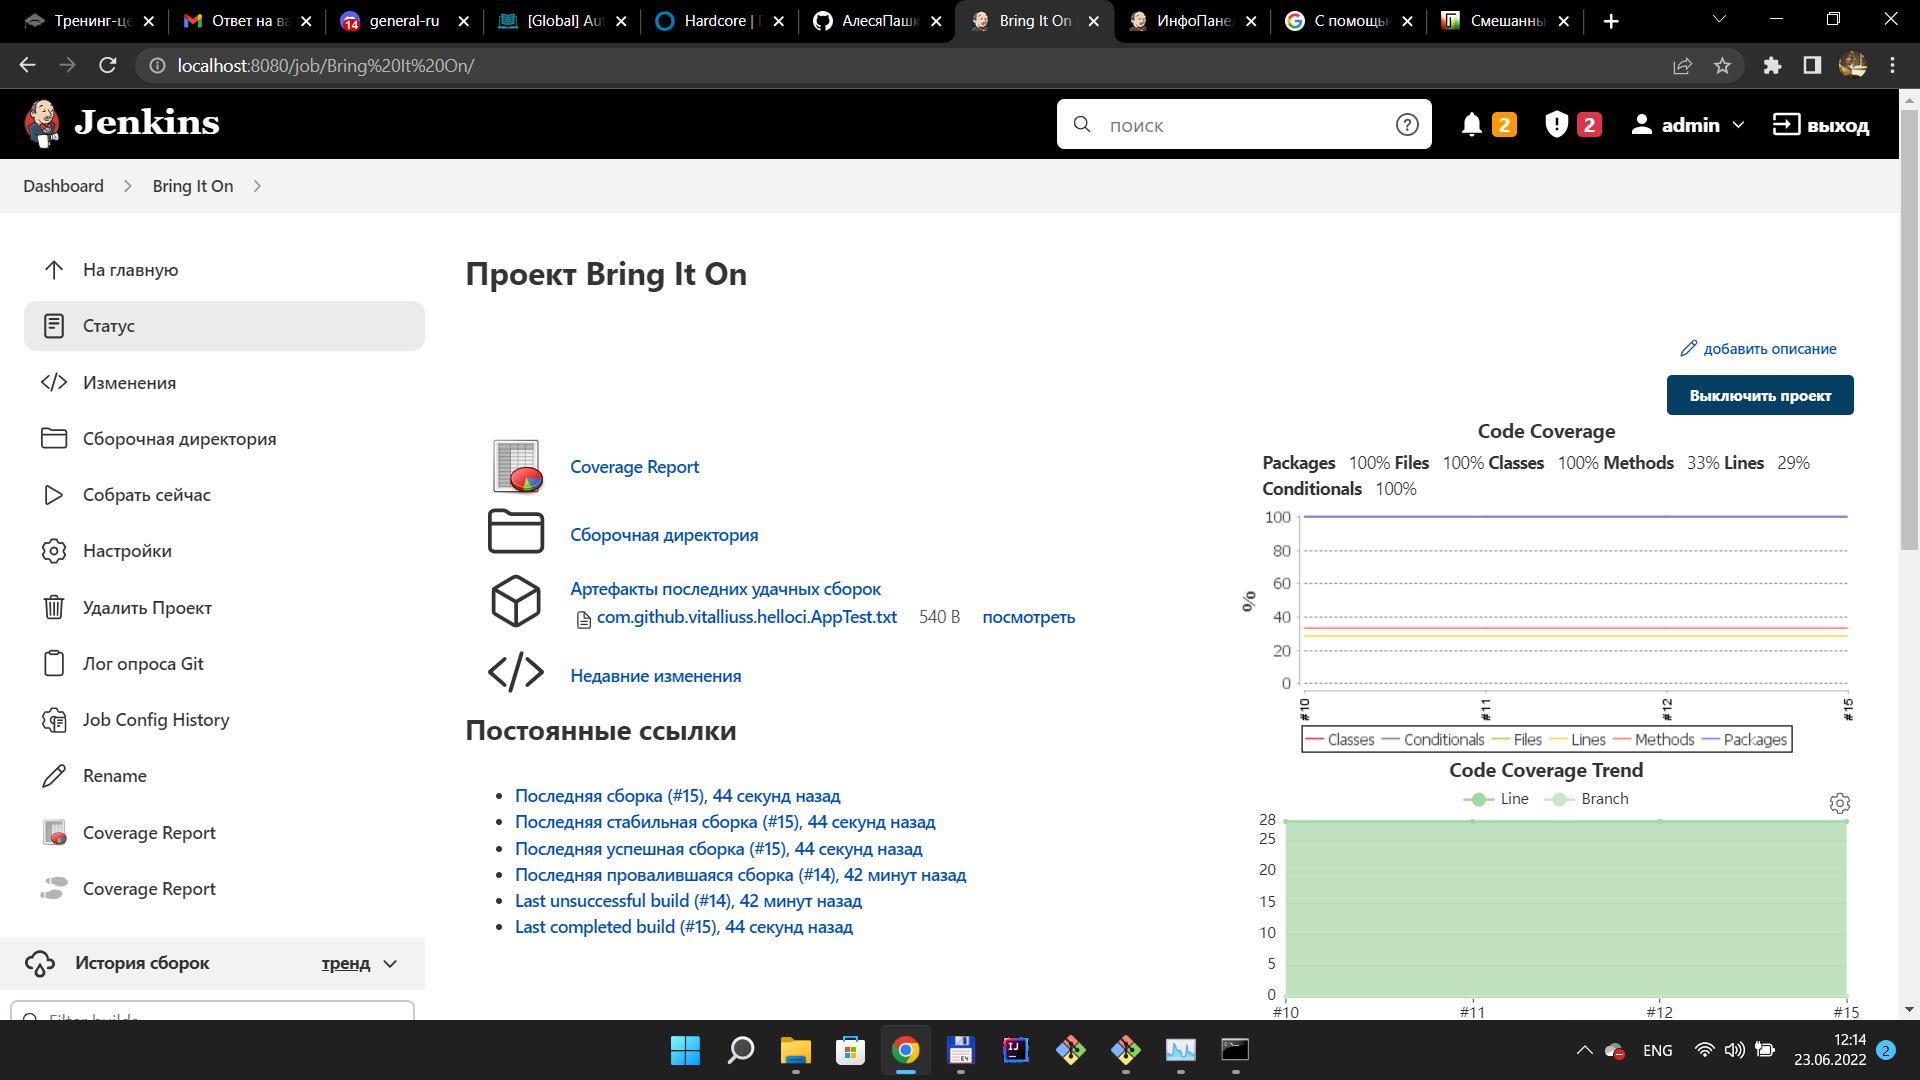 Тренинг-це
Ответ на ва
14 general-ru
[Global] Au
Hardcore | П
АлесяПашк
Bring It On
ИнфоПанел
С помощью
Смешанны
localhost:8080/job/Bring%20It%20On/
Jenkins
поиск
2
2
admin
выход
Dashboard
Bring It On
На главную
Статус
Изменения
Сборочная директория
Собрать сейчас
Настройки
Удалить Проект
Лог опроса Git
Job Config History
Rename
Coverage Report
Coverage Report
История сборок
тренд
Filter builds
Проект Bring It On
добавить описание
Выключить проект
Coverage Report
Сборочная директория
Артефакты последних удачных сборок
com.github.vitalliuss.helloci.AppTest.txt 540 B посмотреть
Недавние изменения
Постоянные ссылки
Последняя сборка (#15), 44 секунд назад
Последняя стабильная сборка (#15), 44 секунд назад
Последняя успешная сборка (#15), 44 секунд назад
Последняя провалившаяся сборка (#14), 42 минут назад
Last unsuccessful build (#14), 42 минут назад
Last completed build (#15), 44 секунд назад
Code Coverage
Packages 100% Files 100% Classes 100% Methods 33% Lines 29%
Conditionals 100%
100
80
60
40
20
0
%
#10 #11 #12 #15
Classes Conditionals Files Lines Methods Packages
Code Coverage Trend
Line Branch
28
25
20
15
10
5
0
#10 #11 #12 #15
ENG
12:14
23.06.2022
2